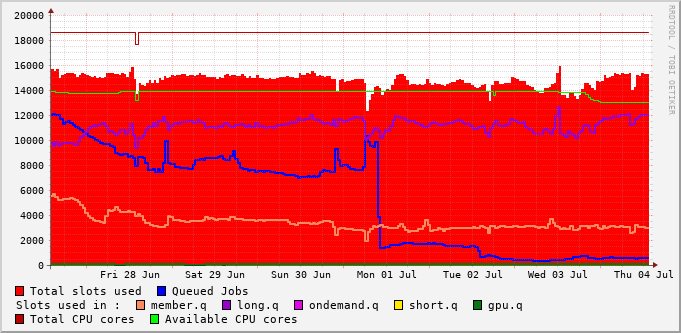 20000
18000
16000
14000
12000
10000
8000
6000
4000
2000
0
Fri 28 Jun Sat 29 Jun Sun 30 Jun Mon 01 Jul Tue 02 Jul Wed 03 Jul Thu 04 Jul
RRDTOOL / TOBI OETIKER
Total slots used Queued Jobs
Slots used in : member.q long.q ondemand.q short.q gpu.q
Total CPU cores Available CPU cores